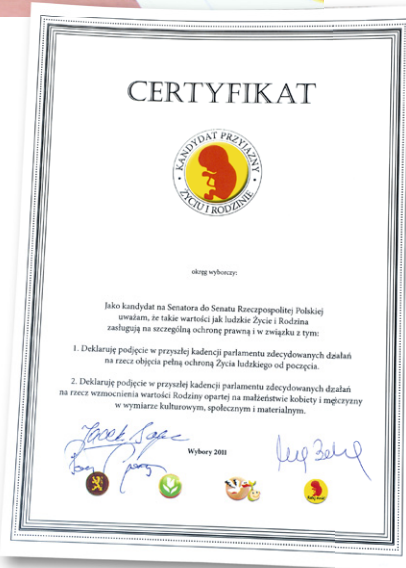 CERTYFIKAT
KANDYDAT PRZYJAZNY
ŻYCIU I RODZINIE
okręg wyborczy:
Jako kandydat na Senatora do Senatu Rzeczpospolitej Polskiej
uważam, że takie wartości jak ludzkie Życie i Rodzina
zasługują na szczególną ochronę prawną i w związku z tym:
1. Deklaruję podjęcie w przyszłej kadencji parlamentu zdecydowanych działań
na rzecz objęcia pełną ochroną Życia ludzkiego od poczęcia.
2. Deklaruję podjęcie w przyszłej kadencji parlamentu zdecydowanych działań
na rzecz wzmocnienia wartości Rodziny opartej na małżeństwie kobiety i mężczyzny
w wymiarze kulturowym, społecznym i materialnym.
Jacek
Wybory 2011